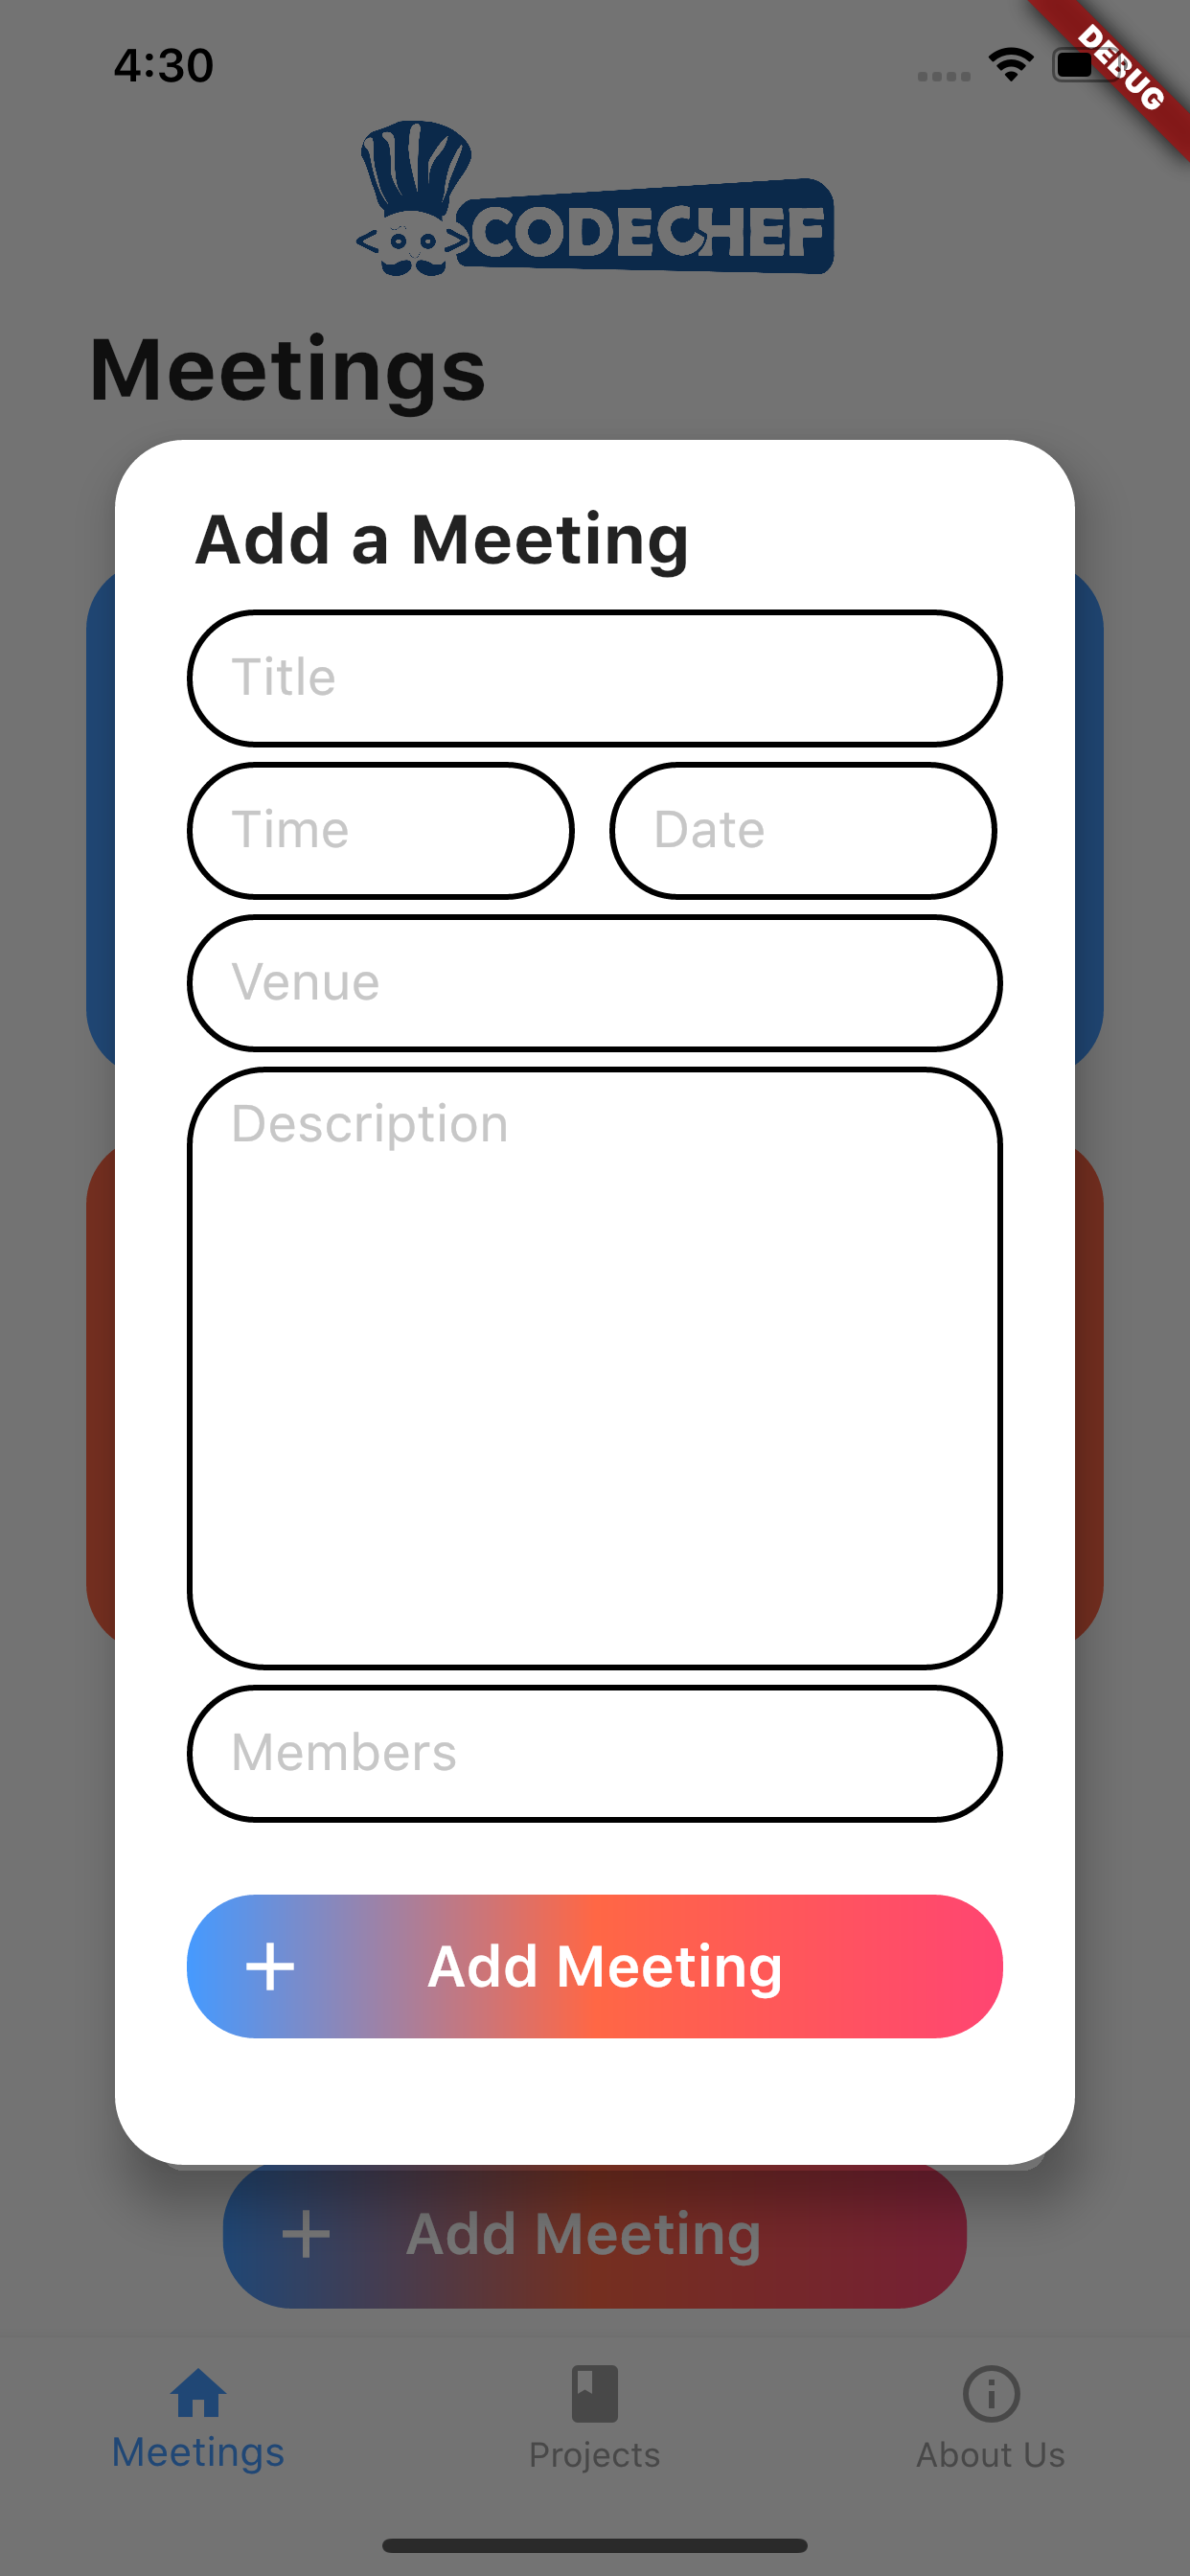 4:30
DEBUG
CODECHEF
Meetings
Add a Meeting
Title
Time Date
Venue
Description
Members
Add Meeting
Add Meeting
Meetings Projects About Us